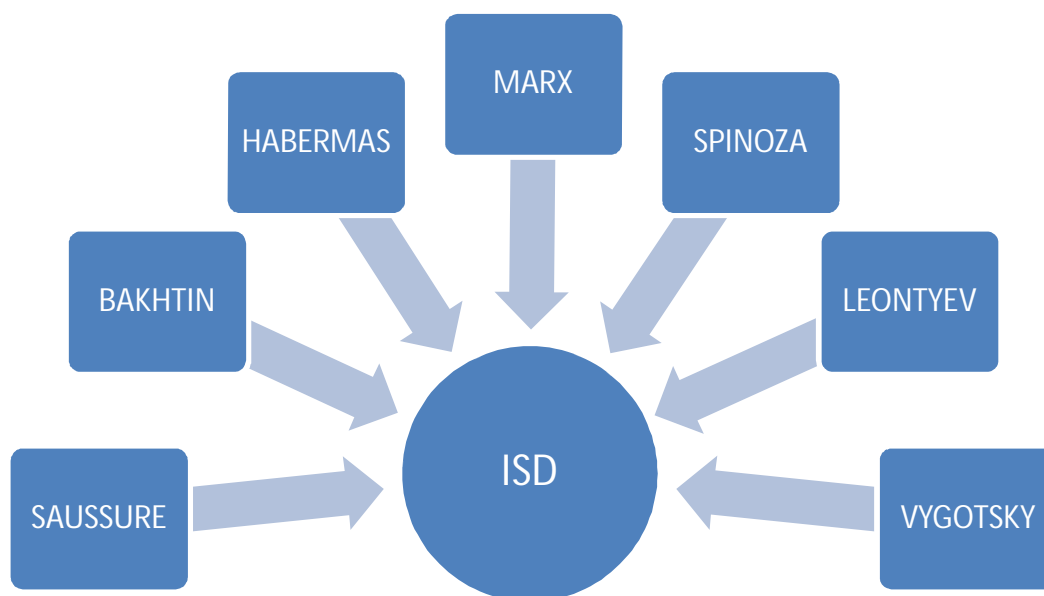 MARX
HABERMAS
SPINOZA
BAKHTIN
LEONTYEV
ISD
SAUSSURE
VYGOTSKY